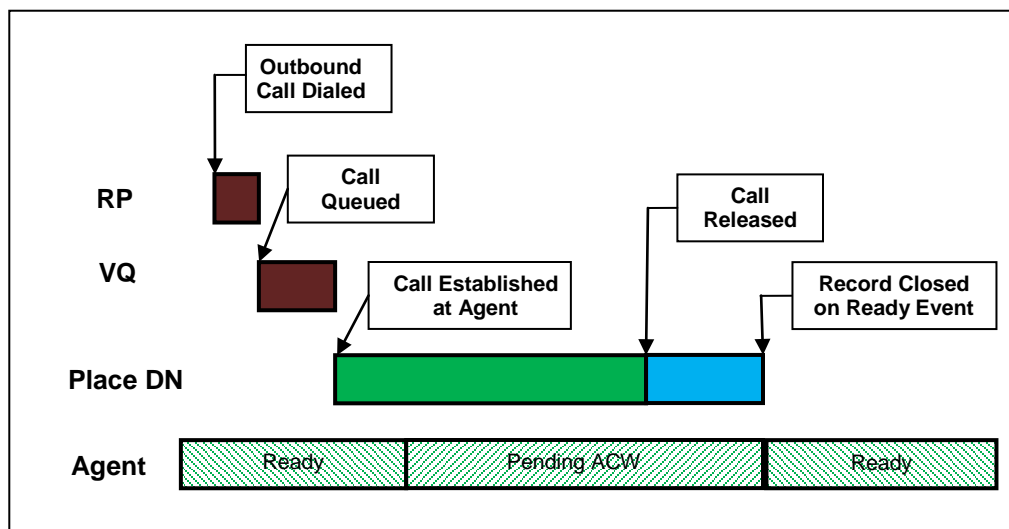 Outbound
Call Dialed
RP
Call
Queued
Call
Released
VQ
Call Established
at Agent
Record Closed
on Ready Event
Place DN
Agent
Ready
Pending ACW
Ready